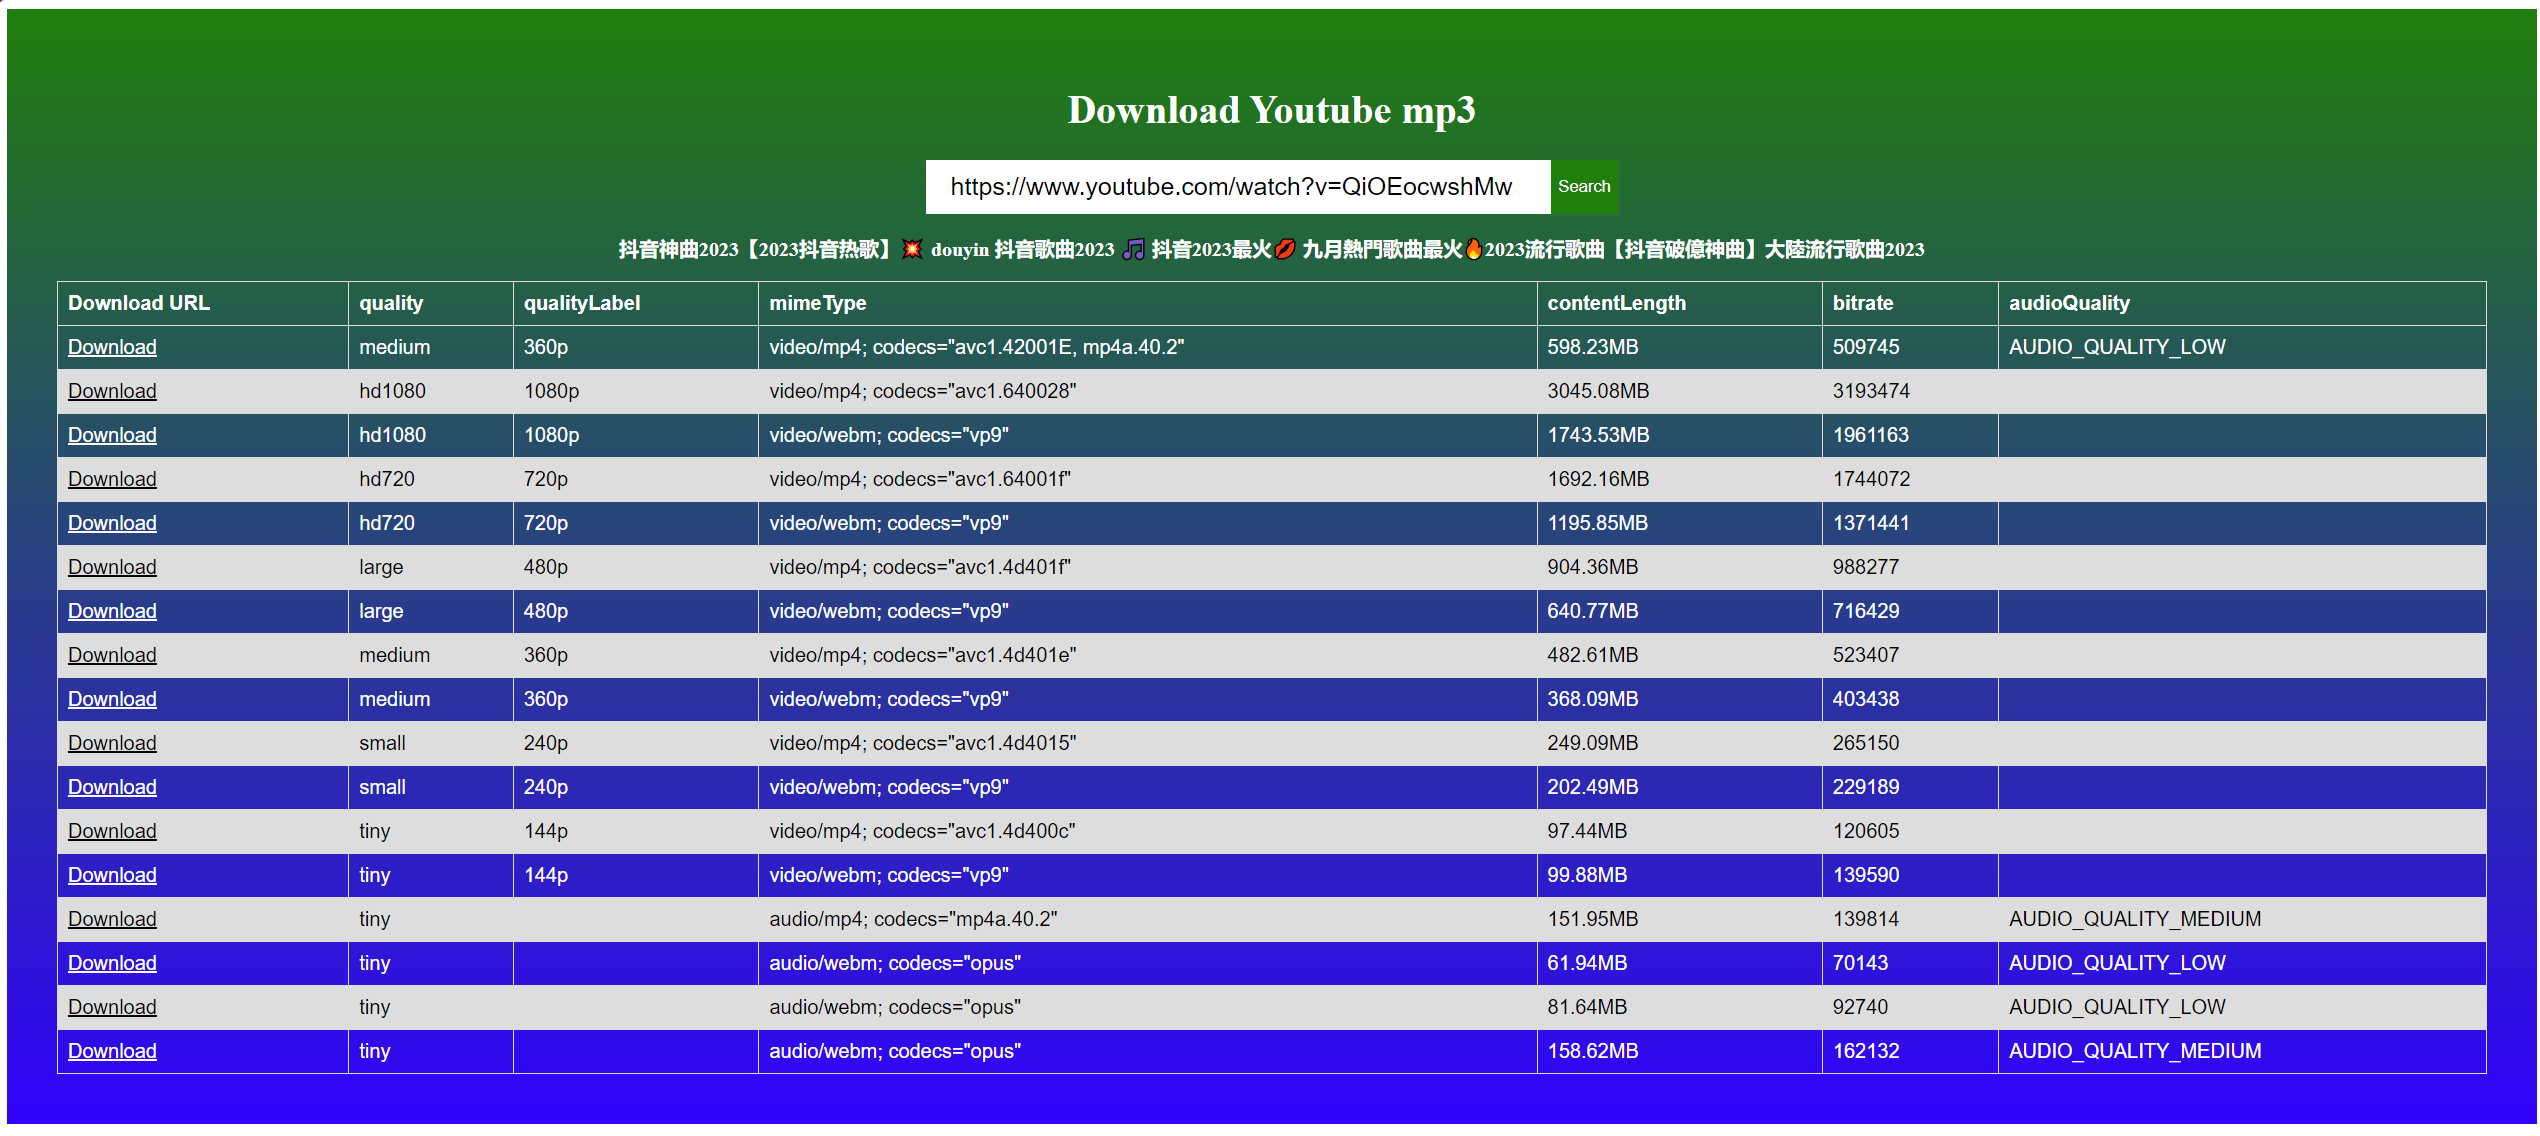 Download Youtube mp3
https://www.youtube.com/watch?v=QiOEocwshMw Search
抖音神曲2023【2023抖音热歌】💥 douyin 抖音歌曲2023 🎵 抖音2023最火💋 九月熱門歌曲最火🔥2023流行歌曲【抖音破億神曲】大陸流行歌曲2023
Download URL quality qualityLabel mimeType contentLength bitrate audioQuality
Download medium 360p video/mp4; codecs="avc1.42001E, mp4a.40.2" 598.23MB 509745 AUDIO_QUALITY_LOW
Download hd1080 1080p video/mp4; codecs="avc1.640028" 3045.08MB 3193474
Download hd1080 1080p video/webm; codecs="vp9" 1743.53MB 1961163
Download hd720 720p video/mp4; codecs="avc1.64001f" 1692.16MB 1744072
Download hd720 720p video/webm; codecs="vp9" 1195.85MB 1371441
Download large 480p video/mp4; codecs="avc1.4d401f" 904.36MB 988277
Download large 480p video/webm; codecs="vp9" 640.77MB 716429
Download medium 360p video/mp4; codecs="avc1.4d401e" 482.61MB 523407
Download medium 360p video/webm; codecs="vp9" 368.09MB 403438
Download small 240p video/mp4; codecs="avc1.4d4015" 249.09MB 265150
Download small 240p video/webm; codecs="vp9" 202.49MB 229189
Download tiny 144p video/mp4; codecs="avc1.4d400c" 97.44MB 120605
Download tiny 144p video/webm; codecs="vp9" 99.88MB 139590
Download tiny audio/mp4; codecs="mp4a.40.2" 151.95MB 139814 AUDIO_QUALITY_MEDIUM
Download tiny audio/webm; codecs="opus" 61.94MB 70143 AUDIO_QUALITY_LOW
Download tiny audio/webm; codecs="opus" 81.64MB 92740 AUDIO_QUALITY_LOW
Download tiny audio/webm; codecs="opus" 158.62MB 162132 AUDIO_QUALITY_MEDIUM